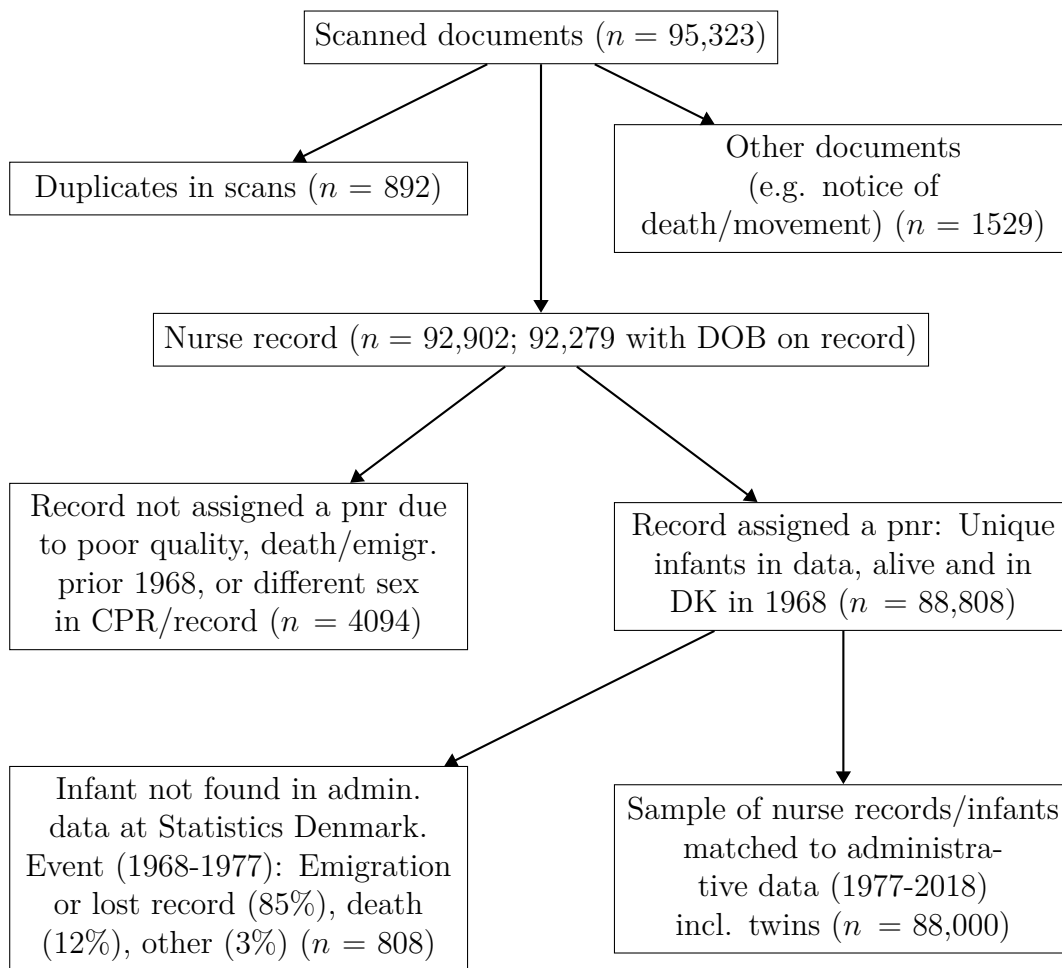 Scanned documents (n = 95,323)
Duplicates in scans (n = 892)
Other documents
(e.g. notice of
death/movement) (n = 1529)
Nurse record (n = 92,902; 92,279 with DOB on record)
Record not assigned a pnr due
to poor quality, death/emigr.
prior 1968, or different sex
in CPR/record (n = 4094)
Record assigned a pnr: Unique
infants in data, alive and in
DK in 1968 (n = 88,808)
Infant not found in admin.
data at Statistics Denmark.
Event (1968-1977): Emigration
or lost record (85%), death
(12%), other (3%) (n = 808)
Sample of nurse records/infants
matched to administra-
tive data (1977-2018)
incl. twins (n = 88,000)